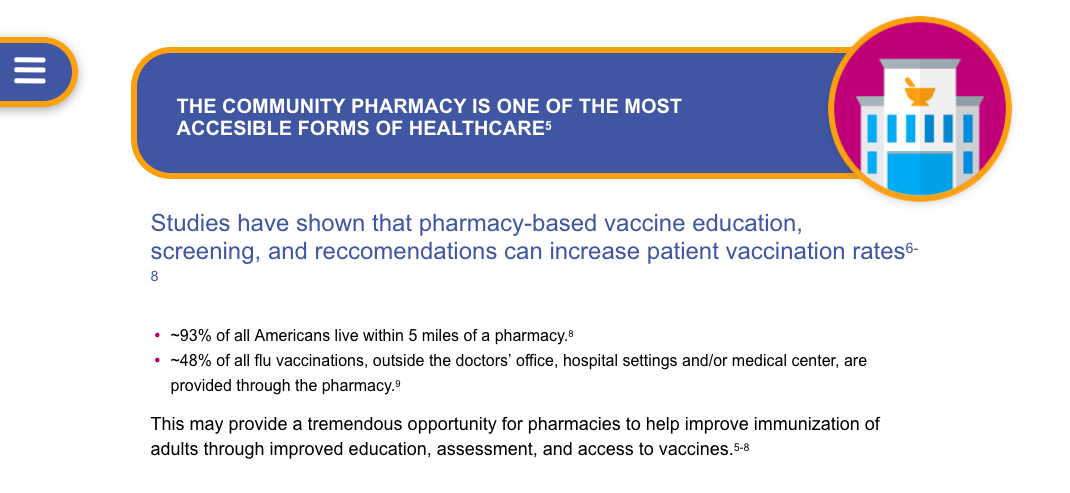 THE COMMUNITY PHARMACY IS ONE OF THE MOST
ACCESIBLE FORMS OF HEALTHCARE⁵
Studies have shown that pharmacy-based vaccine education,
screening, and reccomendations can increase patient vaccination rates⁶⁻
⁸
• ~93% of all Americans live within 5 miles of a pharmacy.⁸
• ~48% of all flu vaccinations, outside the doctors’ office, hospital settings and/or medical center, are
provided through the pharmacy.⁹
This may provide a tremendous opportunity for pharmacies to help improve immunization of
adults through improved education, assessment, and access to vaccines.⁵⁻⁸